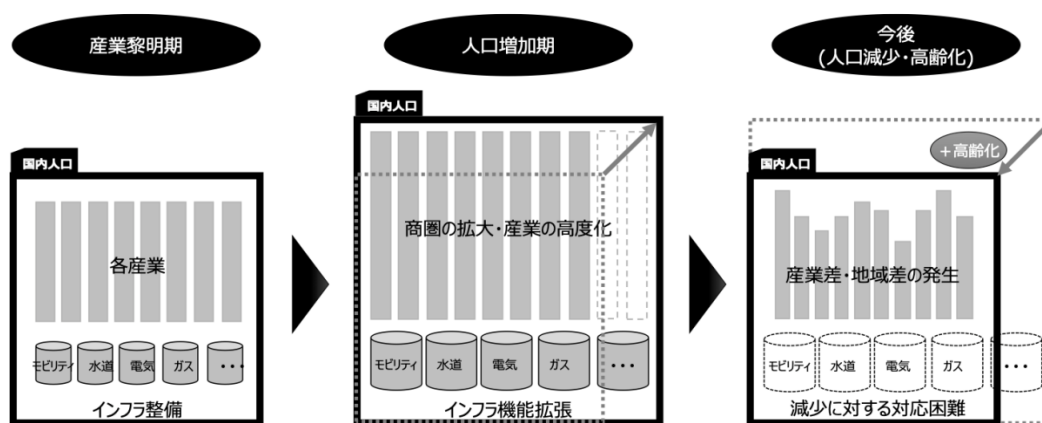 産業黎明期
人口増加期
今後
(人口減少・高齢化)
国内人口
各産業
モビリティ
水道
電気
ガス
・・・
インフラ整備
国内人口
商圏の拡大・産業の高度化
モビリティ
水道
電気
ガス
・・・
インフラ機能拡張
+高齢化
国内人口
産業差・地域差の発生
モビリティ
水道
電気
ガス
・・・
減少に対する対応困難